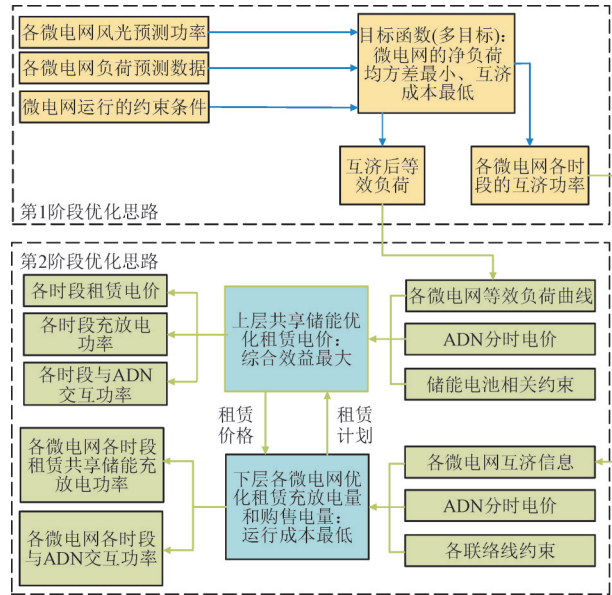 各微电网风光预测功率
各微电网负荷预测数据
微电网运行的约束条件
目标函数(多目标):
微电网的净负荷
均方差最小、互济
成本最低
互济后等
效负荷
各微电网各时
段的互济功率
第1阶段优化思路
第2阶段优化思路
各时段租赁电价
各时段充放电
功率
各时段与ADN
交互功率
上层共享储能优
化租赁电价:
综合效益最大
各微电网等效负荷曲线
ADN分时电价
储能电池相关约束
租赁
价格
租赁
计划
各微电网各时段
租赁共享储能充
放电功率
各微电网各时段
与ADN交互功率
下层各微电网优
化租赁充放电量
和购售电量:
运行成本最低
各微电网互济信息
ADN分时电价
各联络线约束